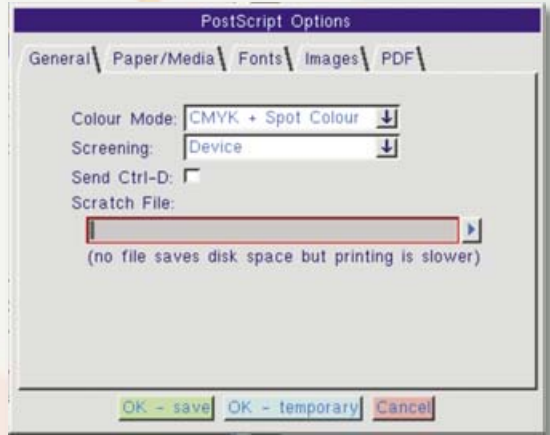 PostScript Options
General Paper/Media Fonts Images PDF
Colour Mode: CMYK + Spot Colour
Screening: Device
Send Ctrl-D:
Scratch File:
(no file saves disk space but printing is slower)
OK - save OK - temporary Cancel